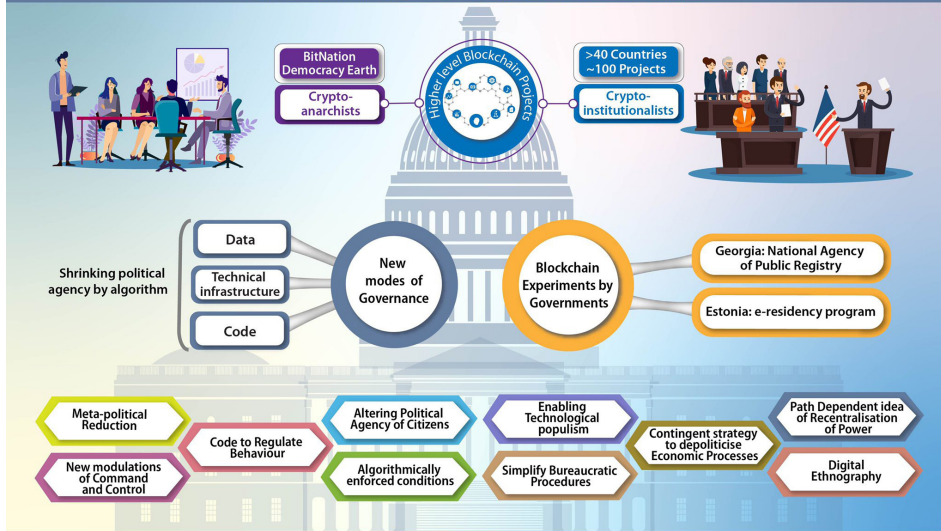 BitNation
Democracy Earth
Crypto-
anarchists
Higher level Blockchain Projects
>40 Countries
~100 Projects
Crypto-
institutionalists
Shrinking political
agency by algorithm
Data
Technical
infrastructure
Code
New
modes of
Governance
Blockchain
Experiments by
Governments
Georgia: National Agency
of Public Registry
Estonia: e-residency program
Meta-political
Reduction
New modulations
of Command
and Control
Code to Regulate
Behaviour
Altering Political
Agency of Citizens
Algorithmically
enforced conditions
Enabling
Technological
populism
Simplify Bureaucratic
Procedures
Contingent strategy
to depoliticise
Economic Processes
Path Dependent idea
of Recentralisation
of Power
Digital
Ethnography